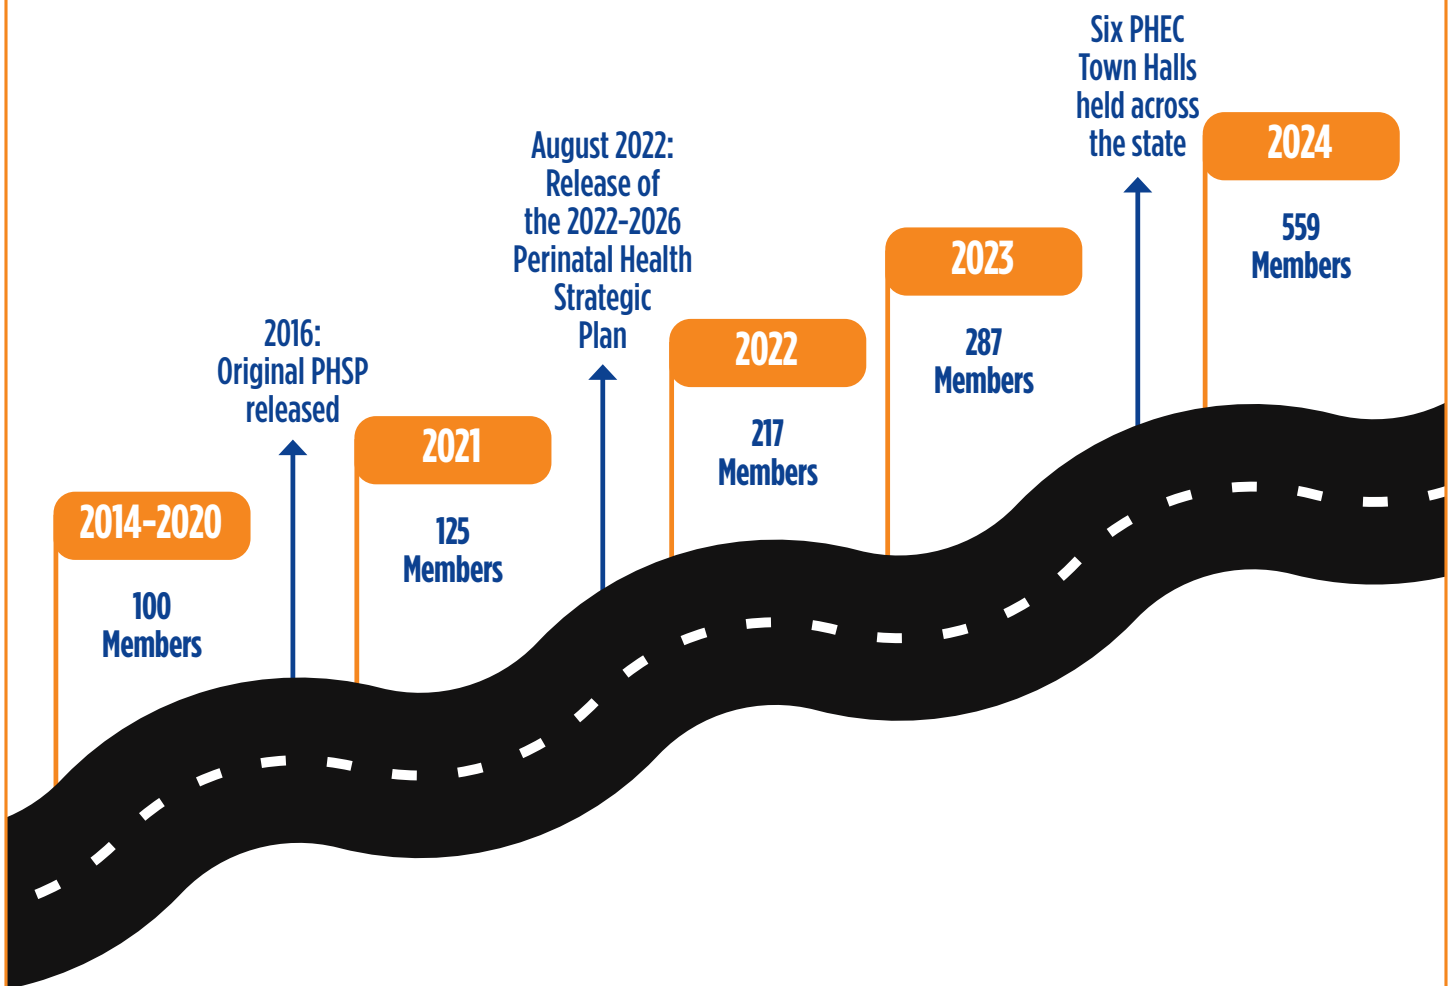 2014-2020
100
Members
2016:
Original PHSP
released
2021
125
Members
August 2022:
Release of
the 2022-2026
Perinatal Health
Strategic
Plan
2022
217
Members
2023
287
Members
Six PHEC
Town Halls
held across
the state
2024
559
Members